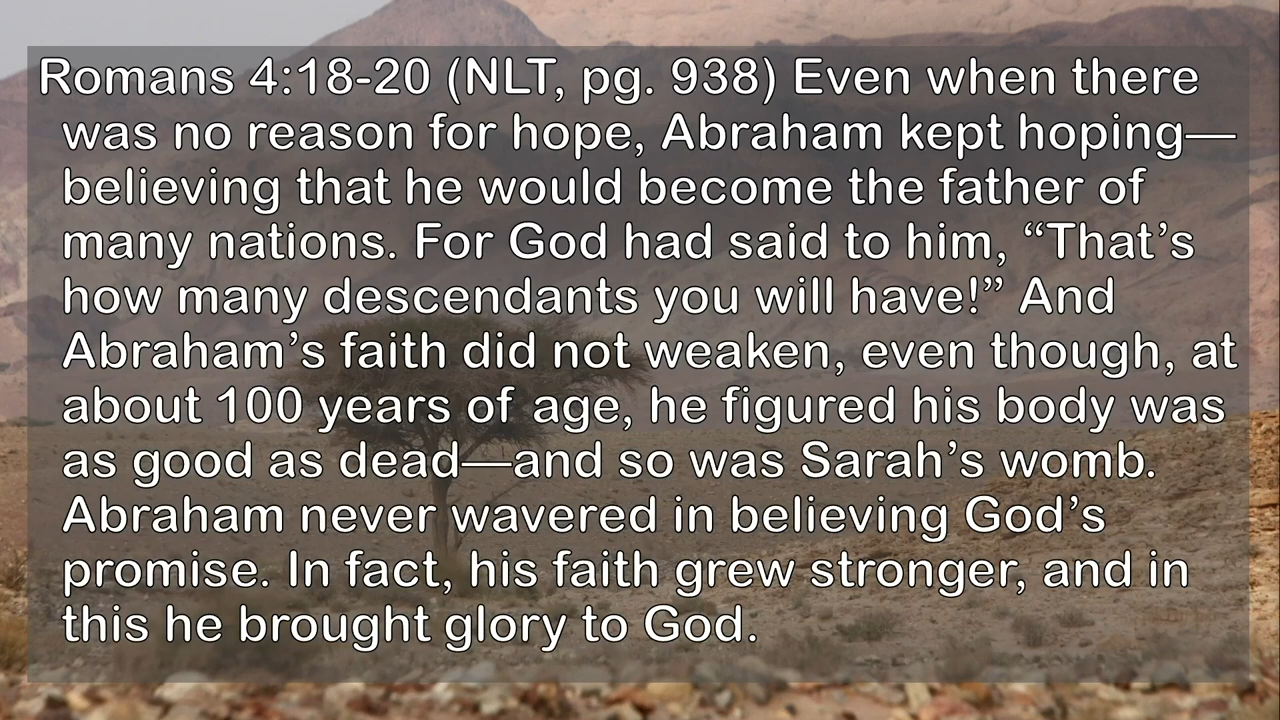 Romans 4:18-20 (NLT, pg. 938) Even when there
was no reason for hope, Abraham kept hoping—
believing that he would become the father of
many nations. For God had said to him, “That’s
how many descendants you will have!” And
Abraham’s faith did not weaken, even though, at
about 100 years of age, he figured his body was
as good as dead—and so was Sarah’s womb.
Abraham never wavered in believing God’s
promise. In fact, his faith grew stronger, and in
this he brought glory to God.